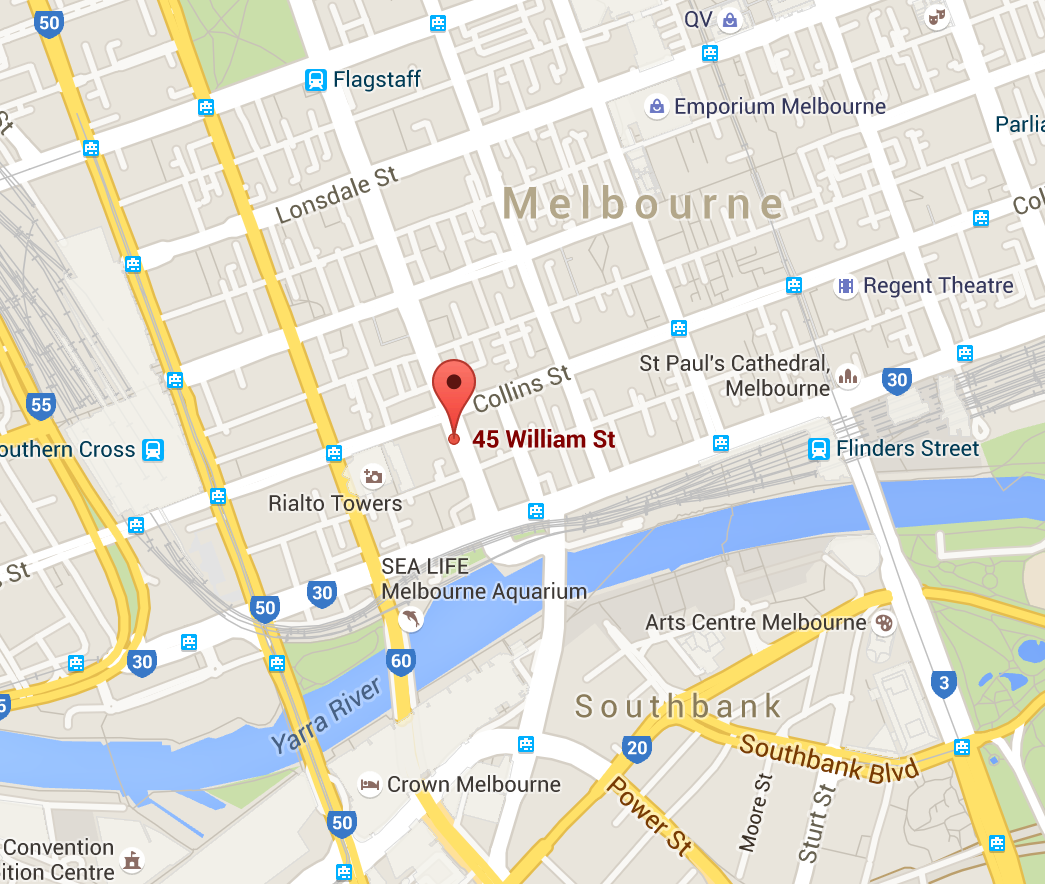 50
QV
Flagstaff
Emporium Melbourne
St
Parlia
Lonsdale St
Melbourne
Col
Regent Theatre
St Paul's Cathedral,
Melbourne
30
Collins St
55
45 William St
outhern Cross
Flinders Street
Rialto Towers
St
SEA LIFE
Melbourne Aquarium
30
50
Arts Centre Melbourne
30
60
3
5
Yarra River
Southbank
20
Southbank Blvd
Crown Melbourne
Power St
Moore St
Sturt St
50
Convention
ition Centre